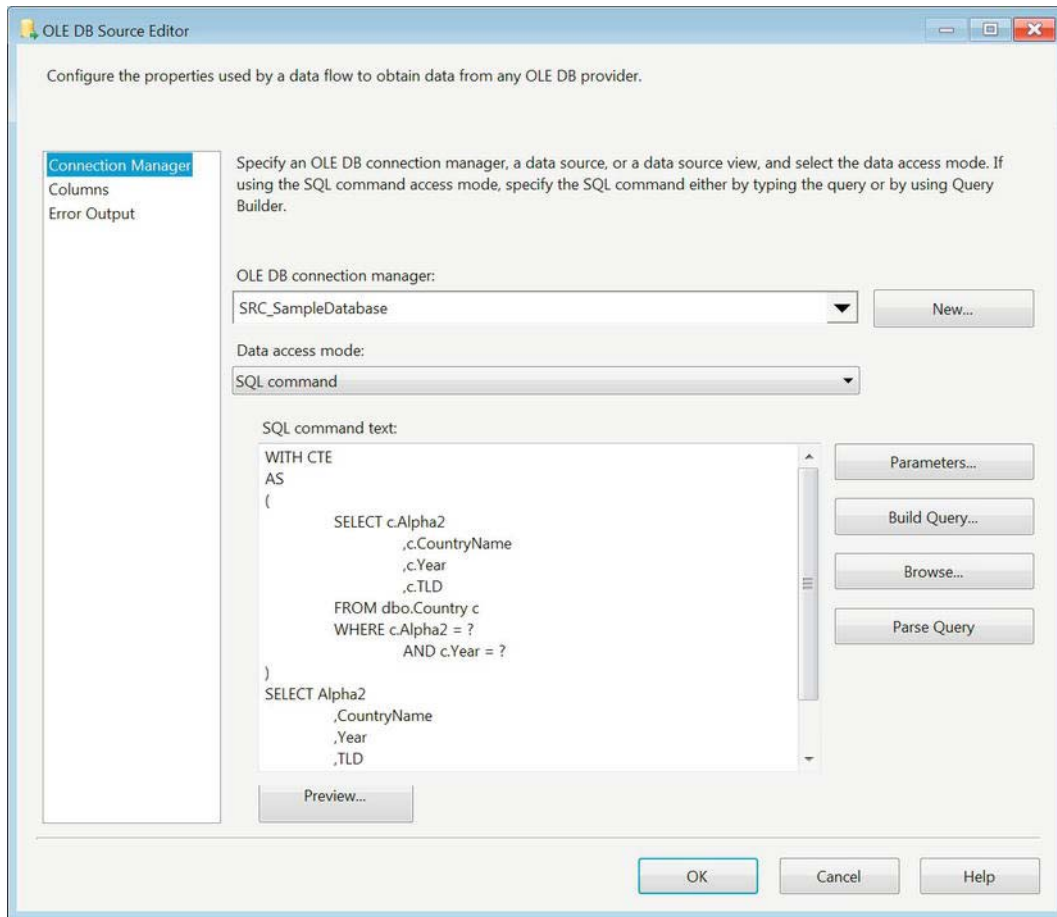 OLE DB Source Editor
Configure the properties used by a data flow to obtain data from any OLE DB provider.
Connection Manager
Columns
Error Output
Specify an OLE DB connection manager, a data source, or a data source view, and select the data access mode. If
using the SQL command access mode, specify the SQL command either by typing the query or by using Query
Builder.
OLE DB connection manager:
SRC_SampleDatabase
New...
Data access mode:
SQL command
SQL command text:
WITH CTE
AS
(
SELECT c.Alpha2
,c.CountryName
,c.Year
,c.TLD
FROM dbo.Country c
WHERE c.Alpha2 = ?
AND c.Year = ?
)
SELECT Alpha2
,CountryName
,Year
,TLD
Parameters...
Build Query...
Browse...
Parse Query
Preview...
OK
Cancel
Help